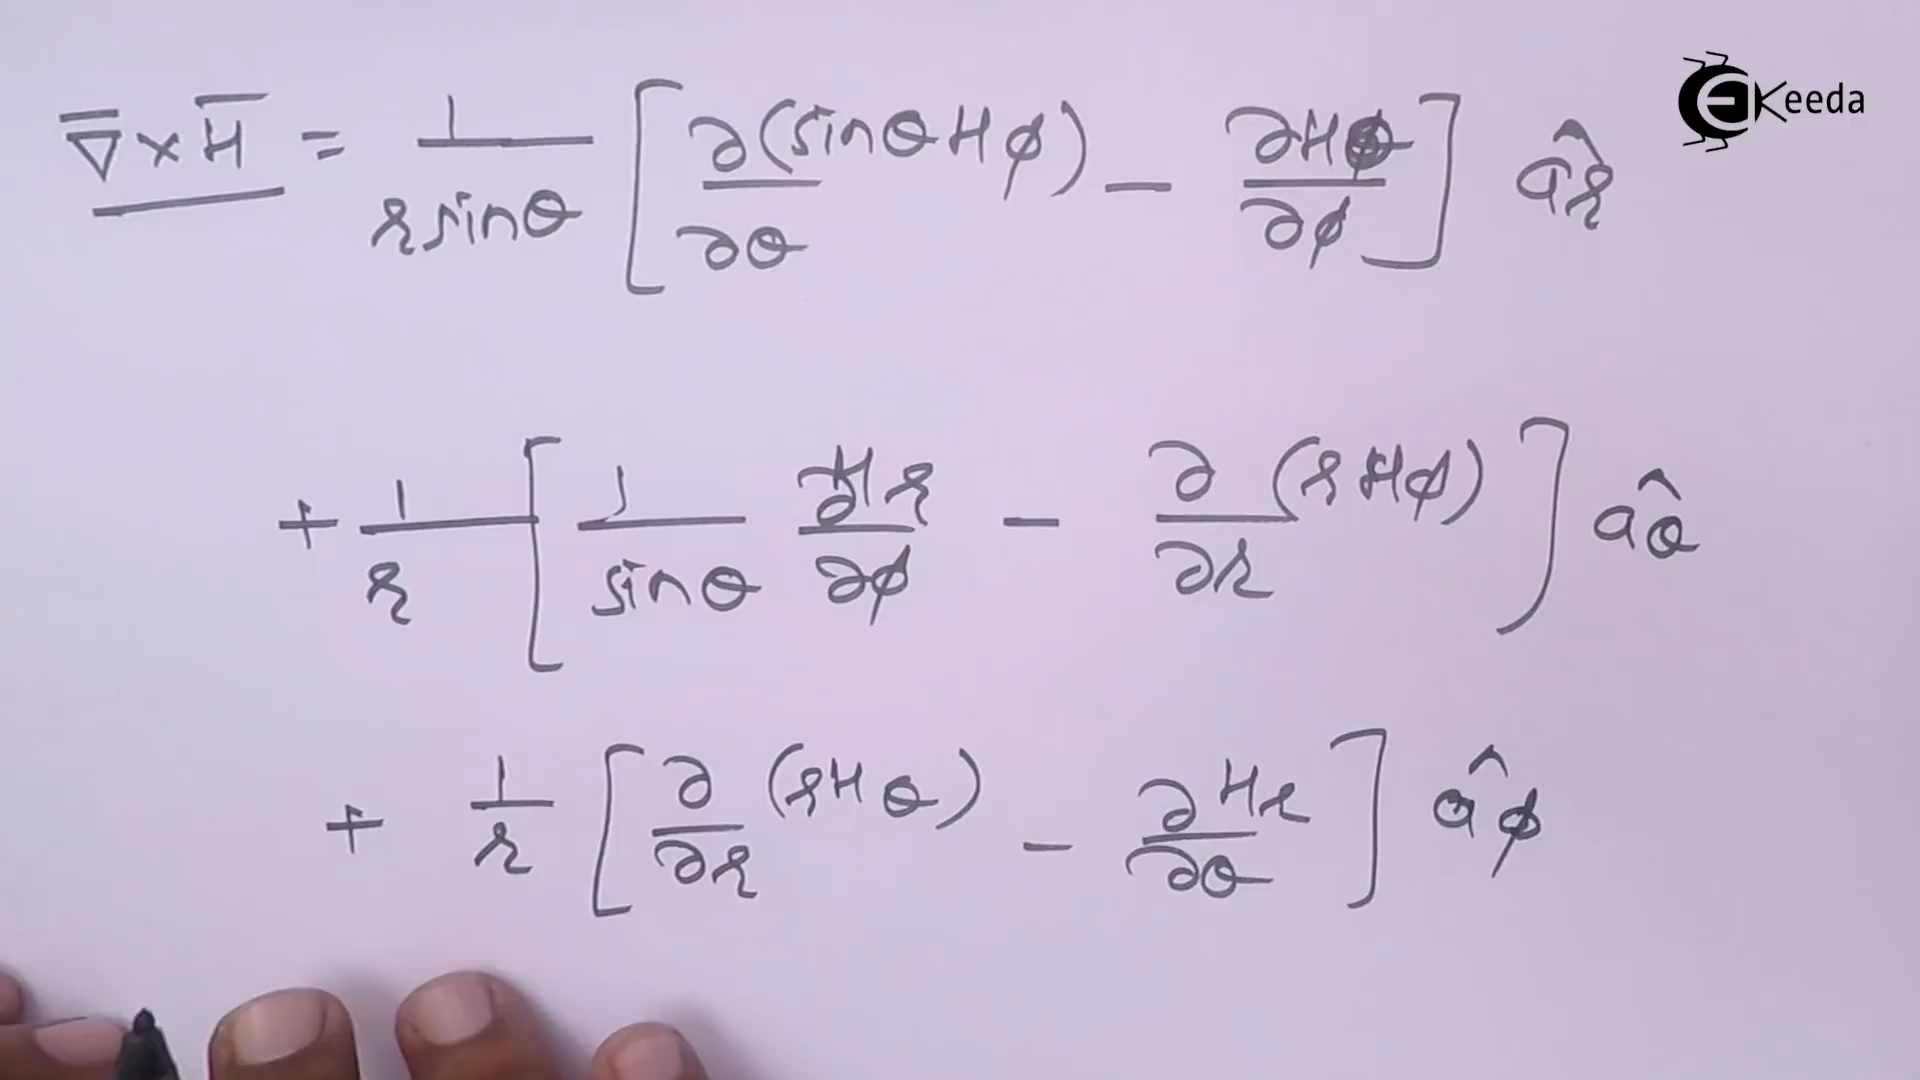 ∇̅ × H̅ = 1/(r sinθ) [ ∂(sinθ Hφ)/∂θ − ∂Hθ/∂φ ] âr
+ 1/r [ 1/sinθ ∂Hr/∂φ − ∂/∂r (r Hφ) ] âθ
+ 1/r [ ∂/∂r (r Hθ) − ∂Hr/∂θ ] âφ
EKeeda